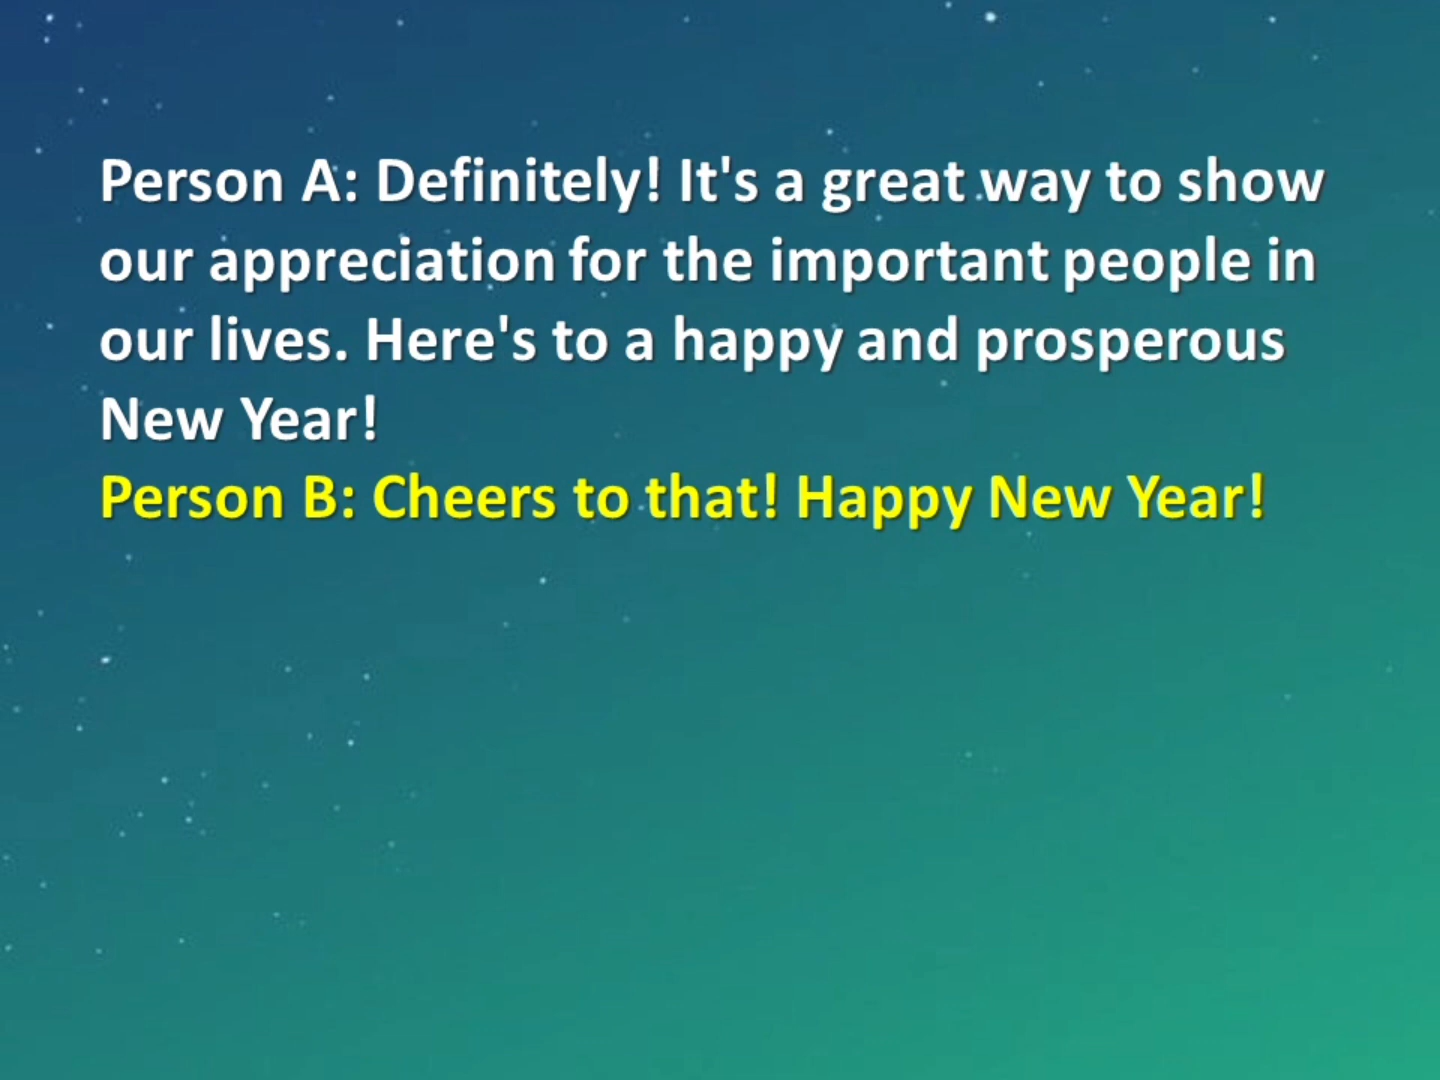 Person A: Definitely! It's a great way to show
our appreciation for the important people in
our lives. Here's to a happy and prosperous
New Year!
Person B: Cheers to that! Happy New Year!